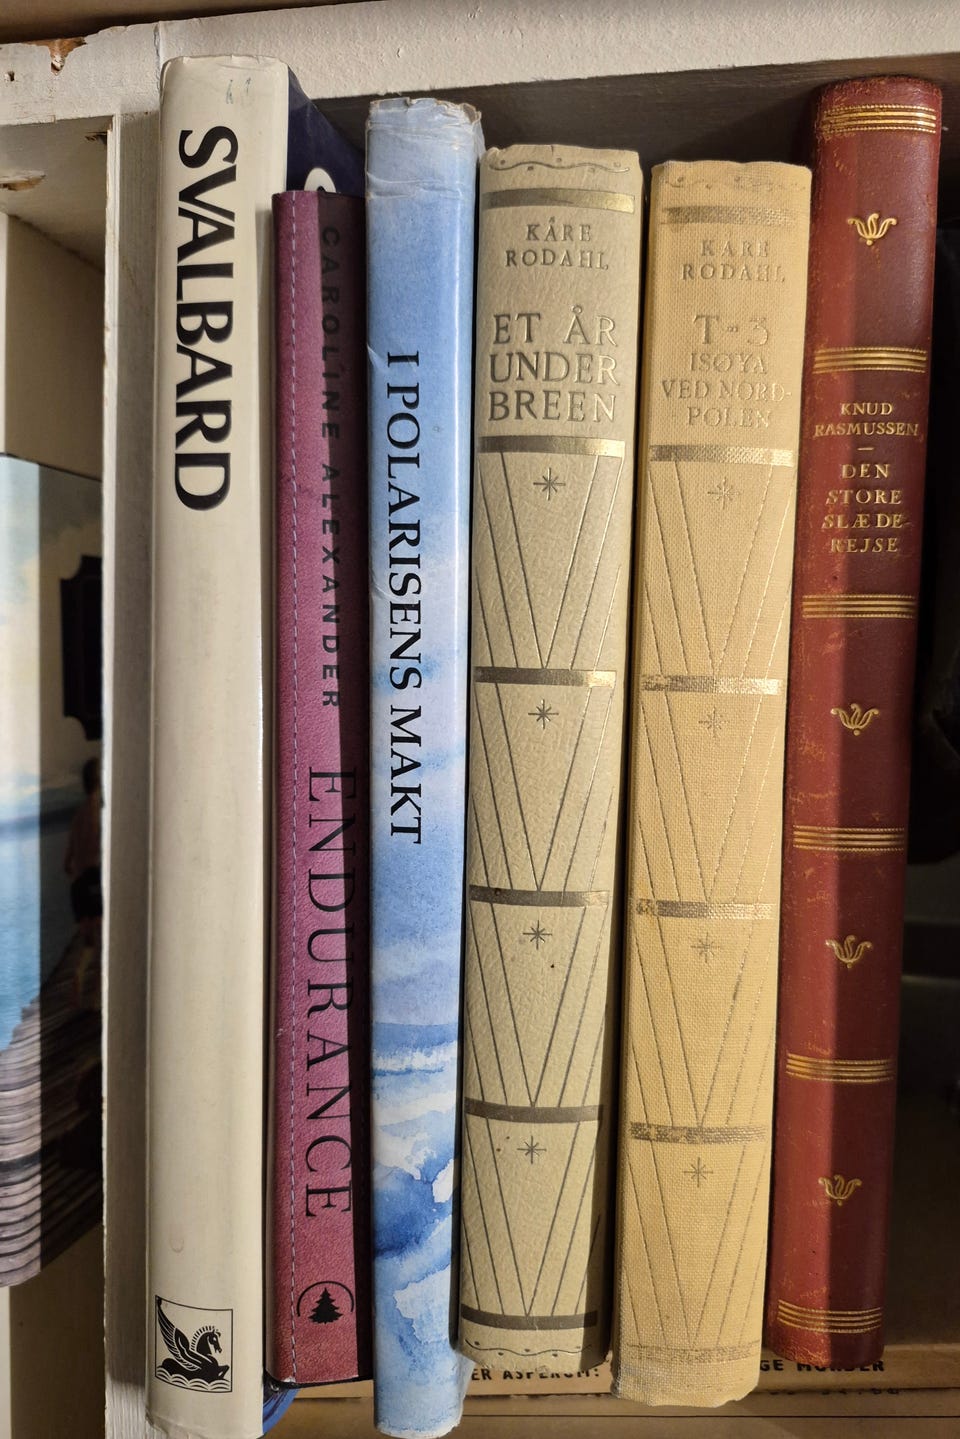 SVALBARD
CAROLINE ALEXANDER
ENDURANCE
I POLARISENS MAKT
KÅRE
RODAHL
ET ÅR
UNDER
BREEN
KÅRE
RODAHL
T-3
ISØYA
VED NORD-
POLEN
KNUD
RASMUSSEN
DEN
STORE
SLÆDE-
REJSE